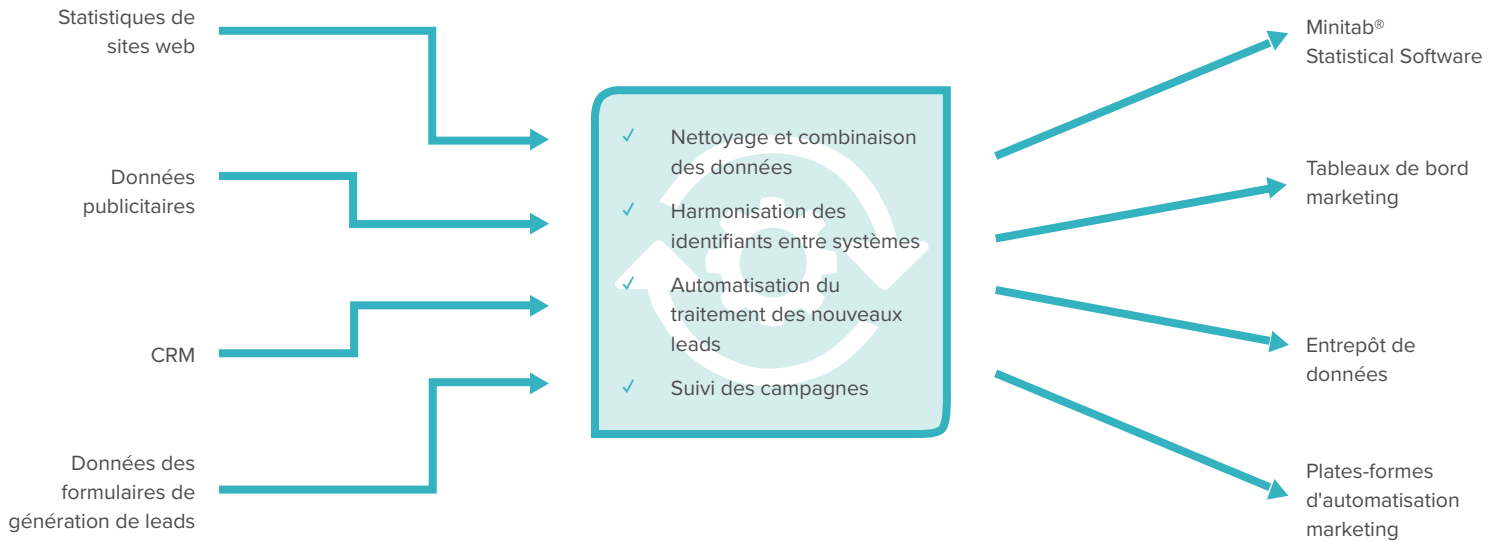 Statistiques de
sites web
Données
publicitaires
CRM
Données des
formulaires de
génération de leads
✓ Nettoyage et combinaison
des données
✓ Harmonisation des
identifiants entre systèmes
✓ Automatisation du
traitement des nouveaux
leads
✓ Suivi des campagnes
Minitab®
Statistical Software
Tableaux de bord
marketing
Entrepôt de
données
Plates-formes
d'automatisation
marketing